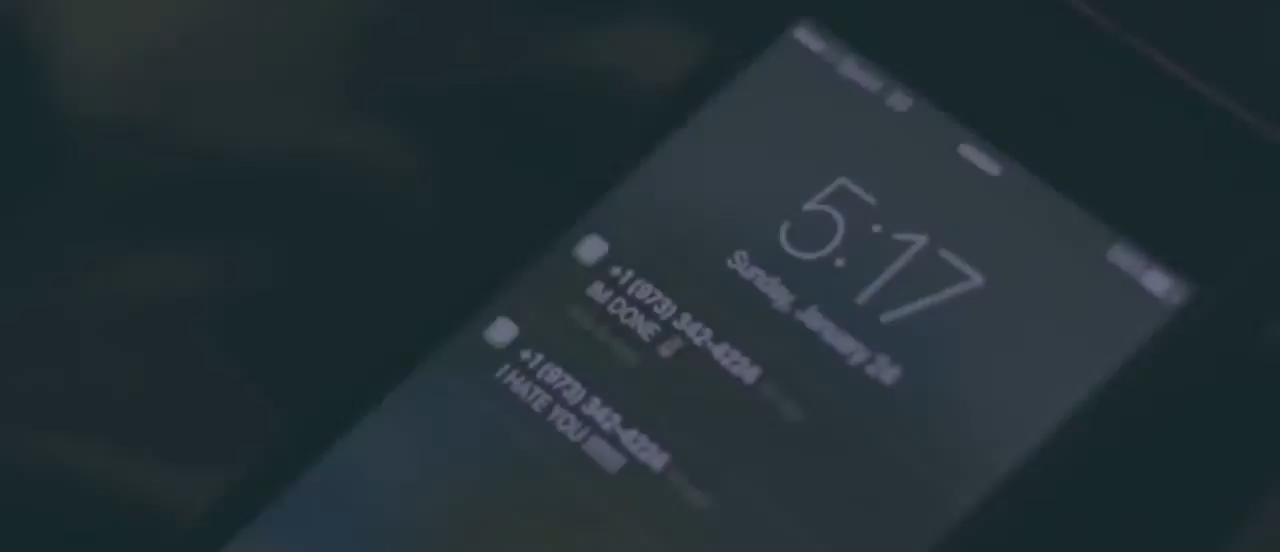 5:17
Sunday, January 24
+1 (973) 342-4224
IM DONE
+1 (973) 342-4224
I HATE YOU